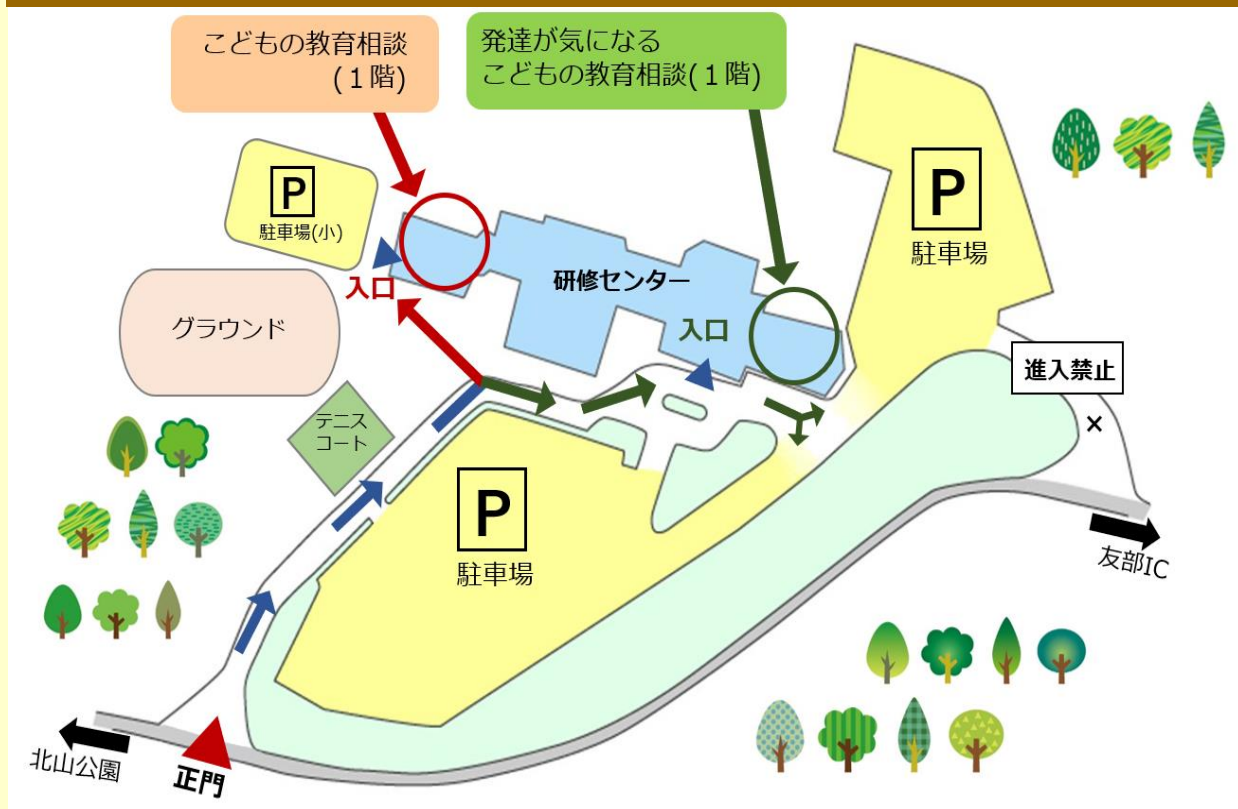 こどもの教育相談
(１階)
発達が気になる
こどもの教育相談(１階)
P
駐車場(小)
P
駐車場
入口
研修センター
入口
グラウンド
進入禁止
×
テニス
コート
P
駐車場
友部IC
北山公園
正門